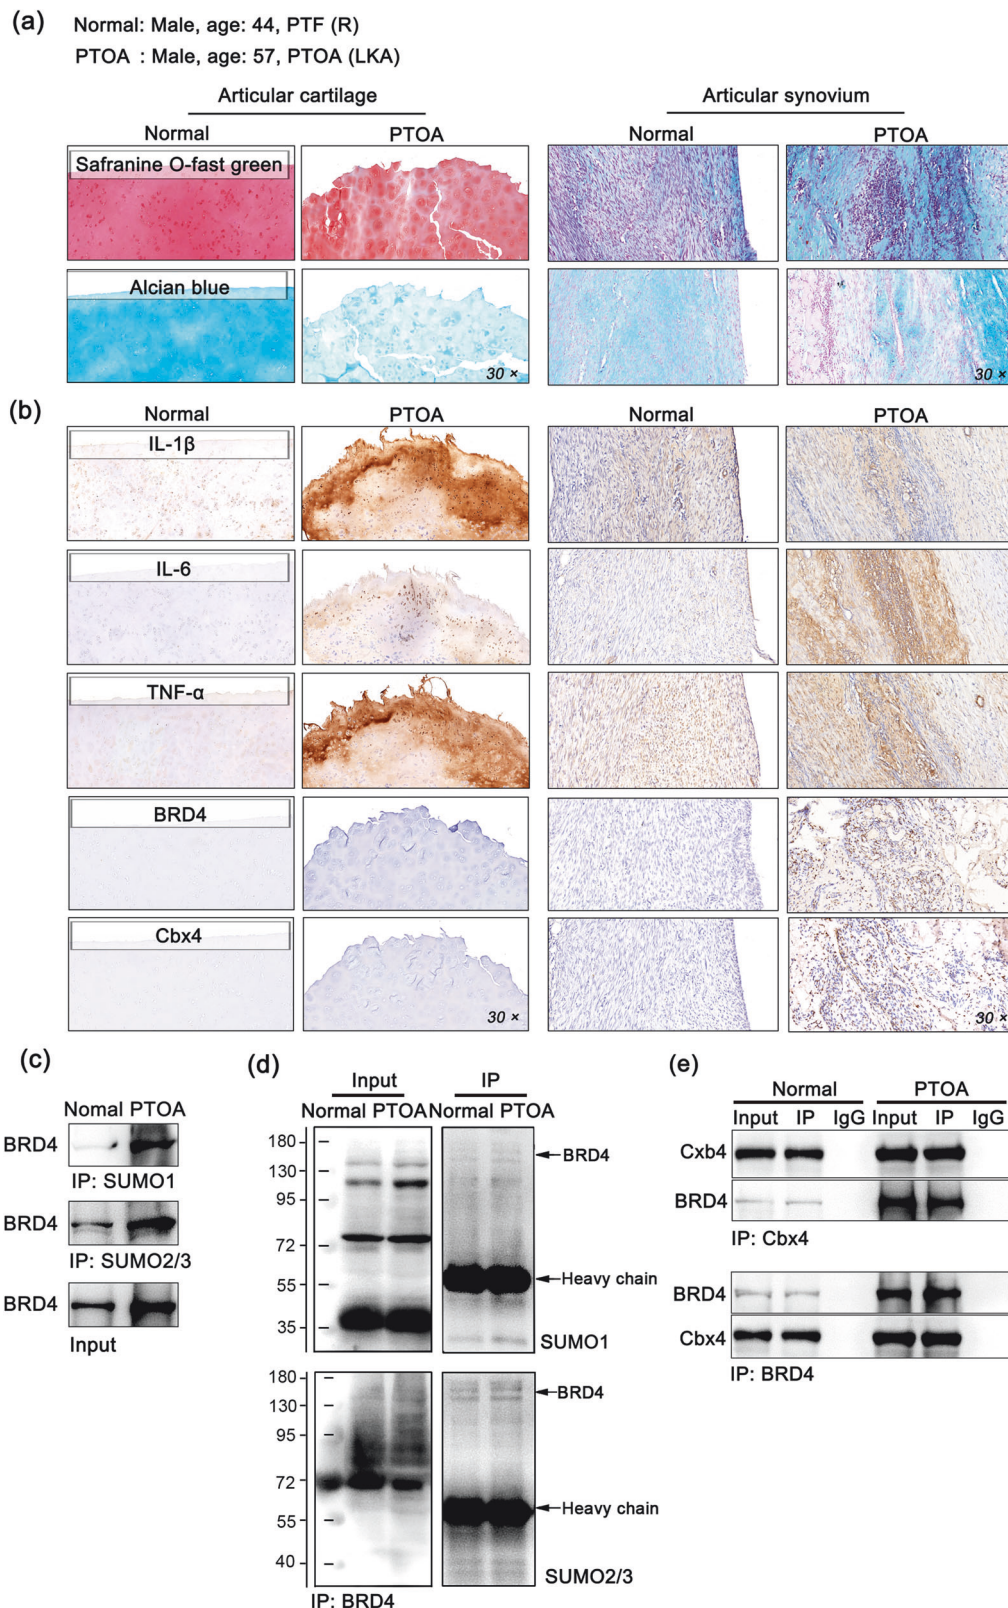 (a)
Normal: Male, age: 44, PTF (R)
PTOA : Male, age: 57, PTOA (LKA)
Articular cartilage
Articular synovium
Normal
PTOA
Normal
PTOA
Safranine O-fast green
Alcian blue
30 ×
30 ×
(b)
Normal
PTOA
Normal
PTOA
IL-1β
IL-6
TNF-α
BRD4
Cbx4
30 ×
30 ×
(c)
Nomal PTOA
BRD4
IP: SUMO1
BRD4
IP: SUMO2/3
BRD4
Input
(d)
Input
IP
Normal PTOA
Normal PTOA
180
130
95
72
55
35
BRD4
Heavy chain
SUMO1
180
130
95
72
55
40
BRD4
Heavy chain
SUMO2/3
IP: BRD4
(e)
Normal
PTOA
Input IP IgG
Input IP IgG
Cxb4
BRD4
IP: Cbx4
BRD4
Cbx4
IP: BRD4